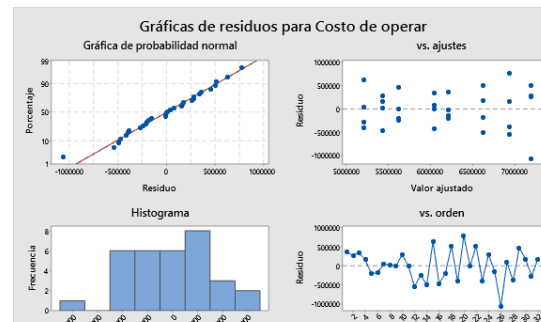 Gráficas de residuos para Costo de operar
Gráfica de probabilidad normal
vs. ajustes
99
90
50
10
1
Porcentaje
-1000000 -500000 0 500000 1000000
Residuo
1000000
500000
0
-500000
-1000000
Residuo
5000000 5500000 6000000 6500000 7000000
Valor ajustado
Histograma
vs. orden
8
6
4
2
0
Frecuencia
0
1000000
500000
0
-500000
-1000000
Residuo
2 4 6 8 10 12 14 16 18 20 22 24 26 28 30 32